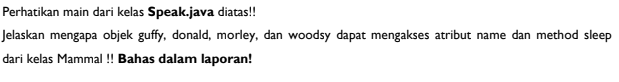 Perhatikan main dari kelas Speak.java diatas!!
Jelaskan mengapa objek guffy, donald, morley, dan woodsy dapat mengakses atribut name dan method sleep
dari kelas Mammal !! Bahas dalam laporan!